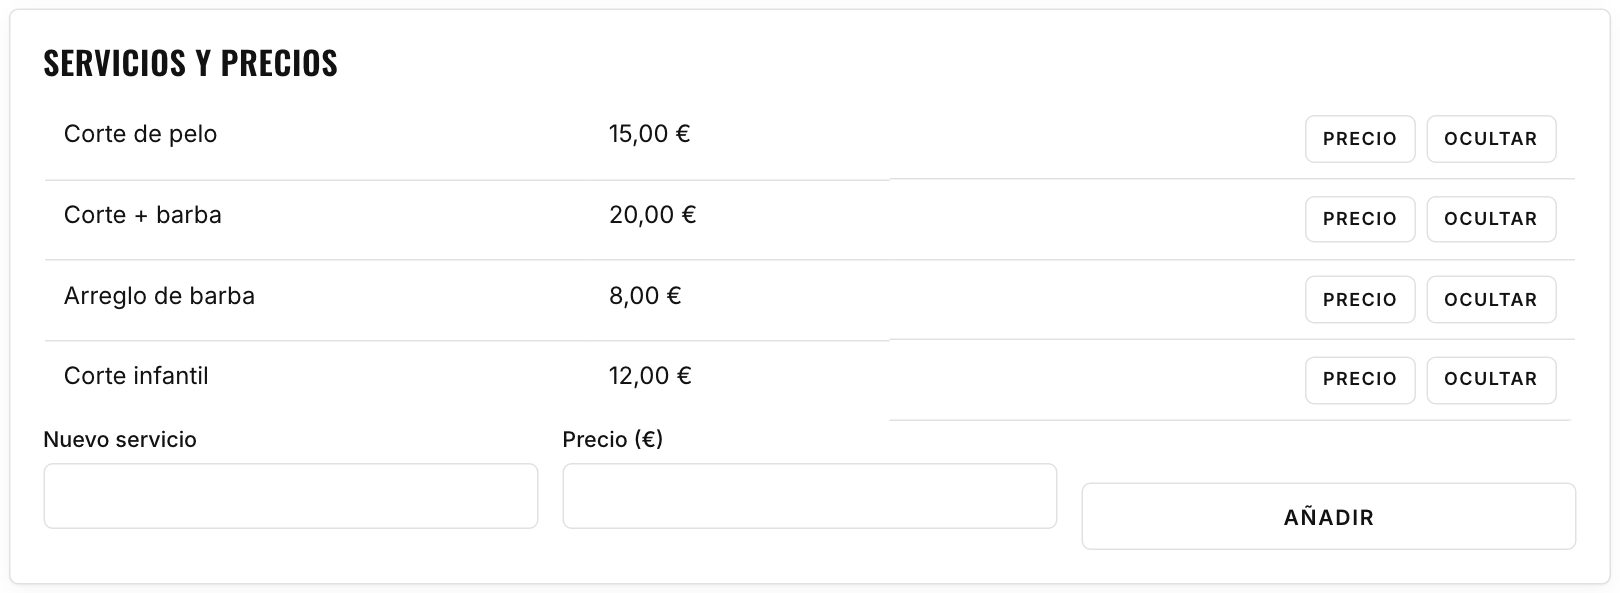 SERVICIOS Y PRECIOS
Corte de pelo 15,00 € PRECIO OCULTAR
Corte + barba 20,00 € PRECIO OCULTAR
Arreglo de barba 8,00 € PRECIO OCULTAR
Corte infantil 12,00 € PRECIO OCULTAR
Nuevo servicio Precio (€)
AÑADIR